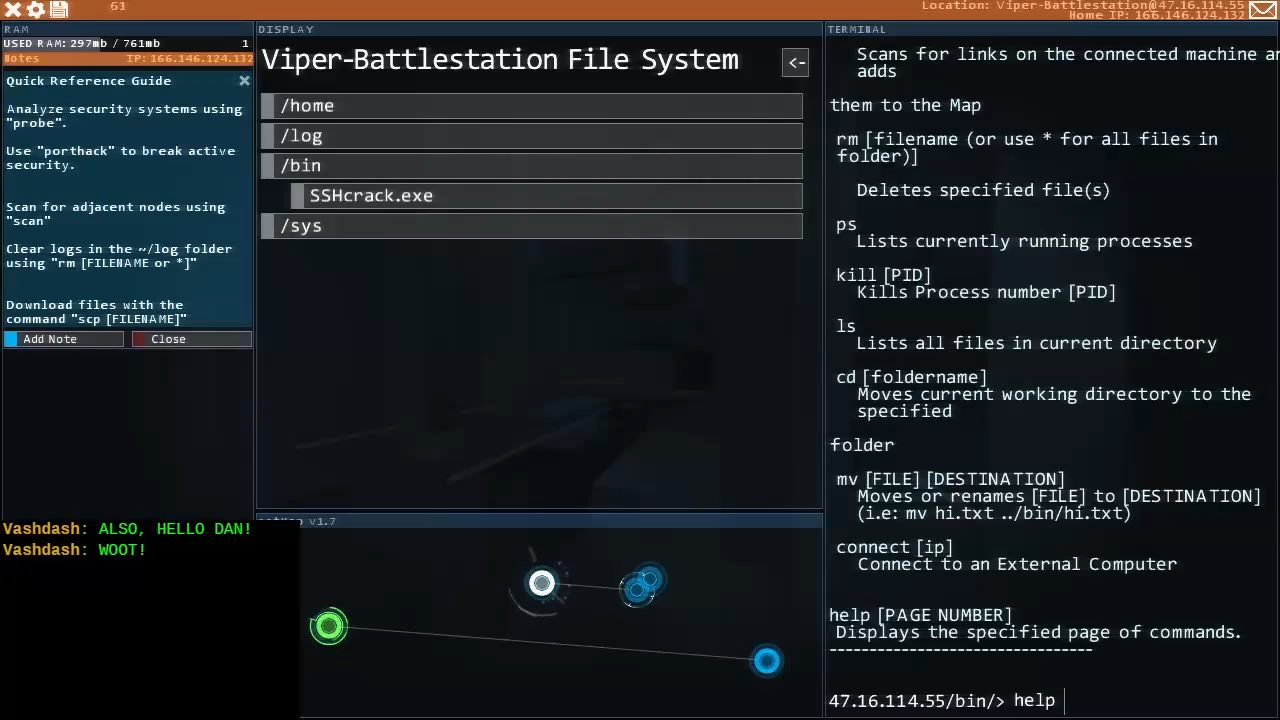 61
Location: Viper-Battlestation@47.16.114.55
Home IP: 166.146.124.132
RAM
USED RAM: 297mb / 761mb 1
Notes IP: 166.146.124.132
Quick Reference Guide
Analyze security systems using
"probe".
Use "porthack" to break active
security.
Scan for adjacent nodes using
"scan"
Clear logs in the ~/log folder
using "rm [FILENAME or *]"
Download files with the
command "scp [FILENAME]"
Add Note
Close
Vashdash: ALSO, HELLO DAN!
Vashdash: WOOT!
DISPLAY
Viper-Battlestation File System
<-
/home
/log
/bin
SSHcrack.exe
/sys
v1.7
TERMINAL
Scans for links on the connected machine an
adds
them to the Map
rm [filename (or use * for all files in
folder)]
Deletes specified file(s)
ps
Lists currently running processes
kill [PID]
Kills Process number [PID]
ls
Lists all files in current directory
cd [foldername]
Moves current working directory to the
specified
folder
mv [FILE] [DESTINATION]
Moves or renames [FILE] to [DESTINATION]
(i.e: mv hi.txt ../bin/hi.txt)
connect [ip]
Connect to an External Computer
help [PAGE NUMBER]
Displays the specified page of commands.
---------------------------------
47.16.114.55/bin/> help